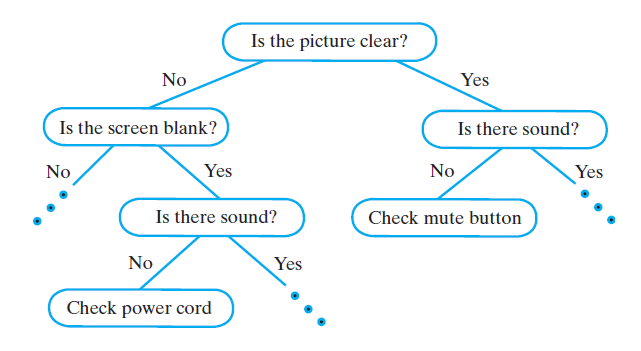 Is the picture clear?
No
Yes
Is the screen blank?
Is there sound?
No
Yes
No
Yes
Is there sound?
Check mute button
No
Yes
Check power cord